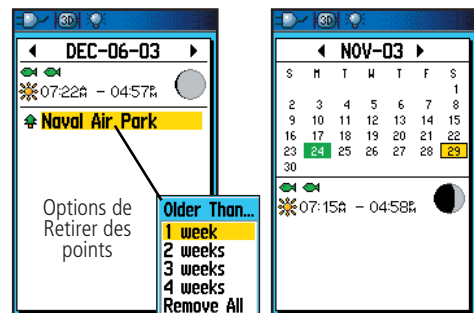 3D
DEC-06-03
07:22A - 04:57P
Naval Air Park
Options de
Retirer des
points
Older Than...
1 week
2 weeks
3 weeks
4 weeks
Remove All
3D
NOV-03
S M T W T F S
1
2 3 4 5 6 7 8
9 10 11 12 13 14 15
16 17 18 19 20 21 22
23 24 25 26 27 28 29
30
07:15A - 04:58P